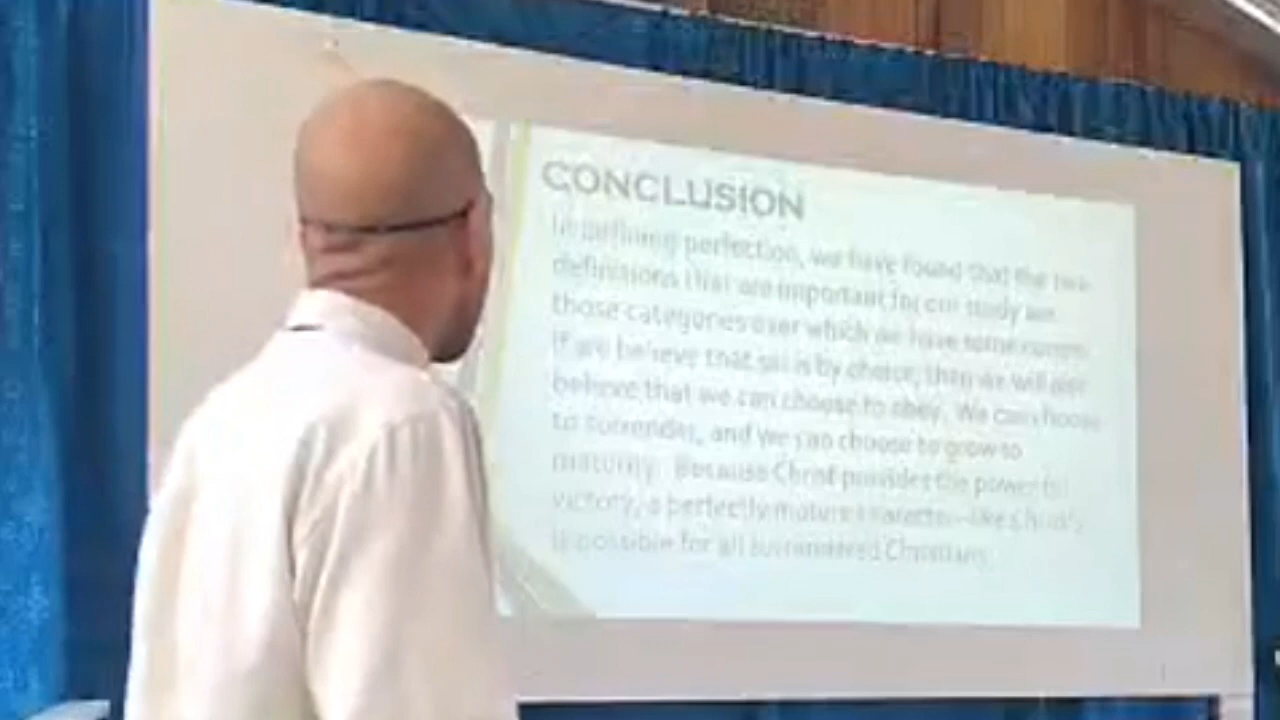 CONCLUSION
In defining perfection, we have found that the two
definitions that are important for our study are
those categories over which we have some
If we believe that sin is by choice, then we will also
believe that we can choose to obey. We can choose
to surrender, and we can choose to grow to
maturity. Because Christ provides the power
victory, a perfectly mature character—like Christ's,
is possible for all surrendered Christians